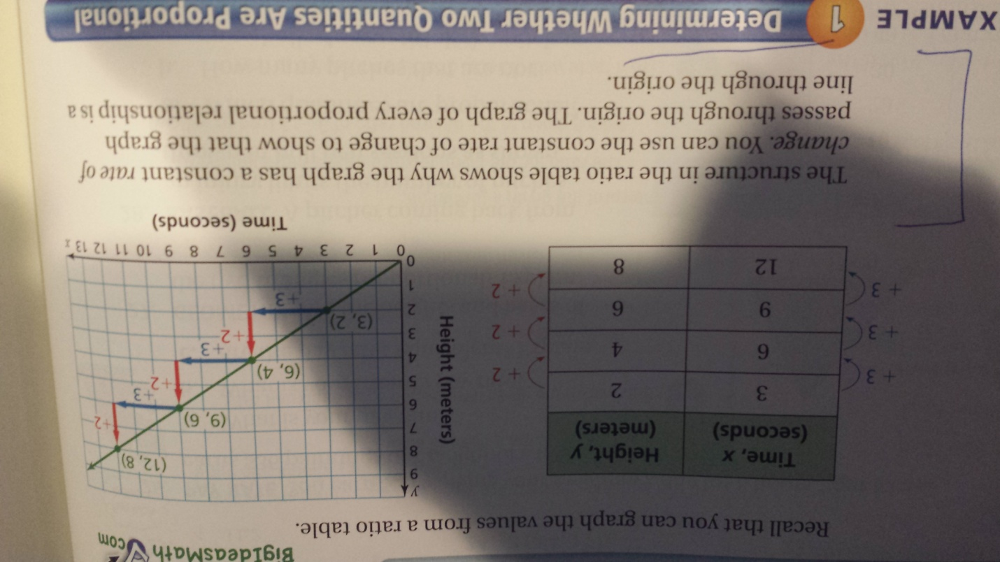 BigIdeasMath
com
Recall that you can graph the values from a ratio table.
Time, x
(seconds)
Height, y
(meters)
3
2
6
4
9
6
12
8
+ 3
+ 3
+ 3
+ 2
+ 2
+ 2
y
9
8
7
6
5
4
3
2
1
0
Height (meters)
(12, 8)
(9, 6)
(6, 4)
(3, 2)
+2
+3
+2
+3
+2
+3
0 1 2 3 4 5 6 7 8 9 10 11 12 13 x
Time (seconds)
The structure in the ratio table shows why the graph has a constant rate of
change. You can use the constant rate of change to show that the graph
passes through the origin. The graph of every proportional relationship is a
line through the origin.
XAMPLE 1 Determining Whether Two Quantities Are Proportional